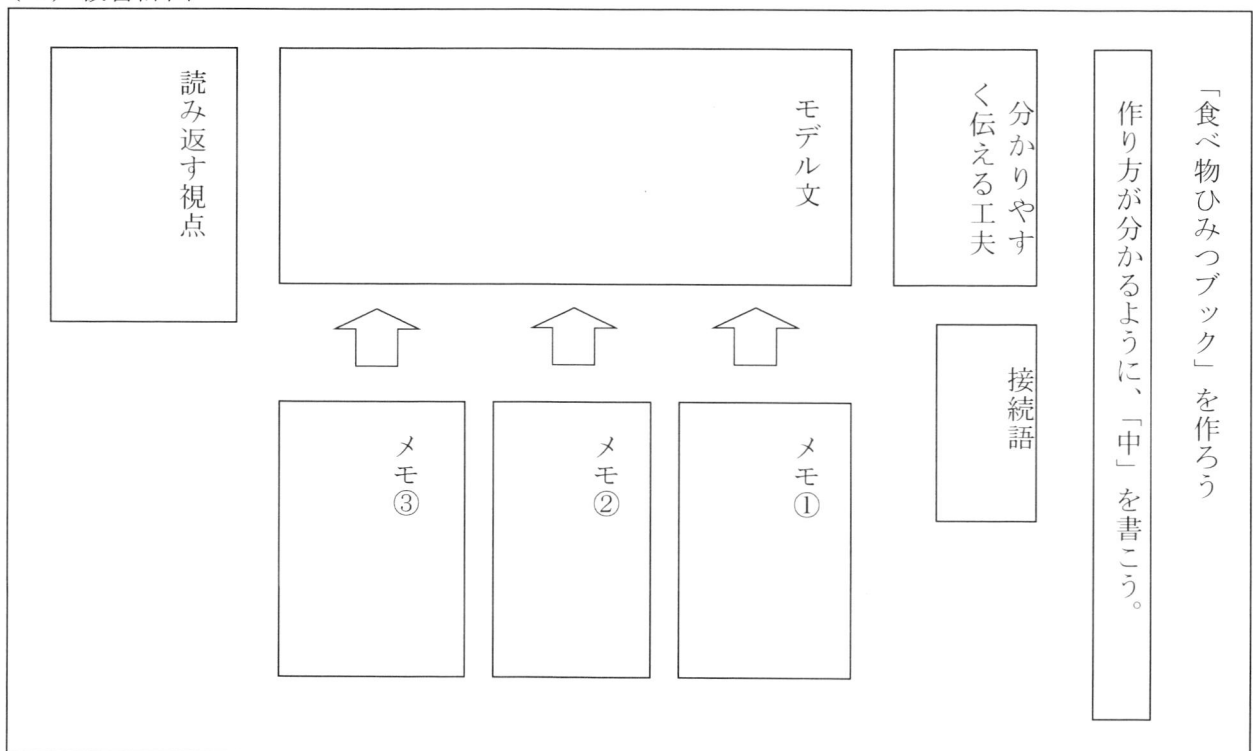 「食べ物ひみつブック」を作ろう
作り方が分かるように、「中」を書こう。
分かりやす
く伝える工夫
接続語
モデル文
メモ①
メモ②
メモ③
読み返す視点